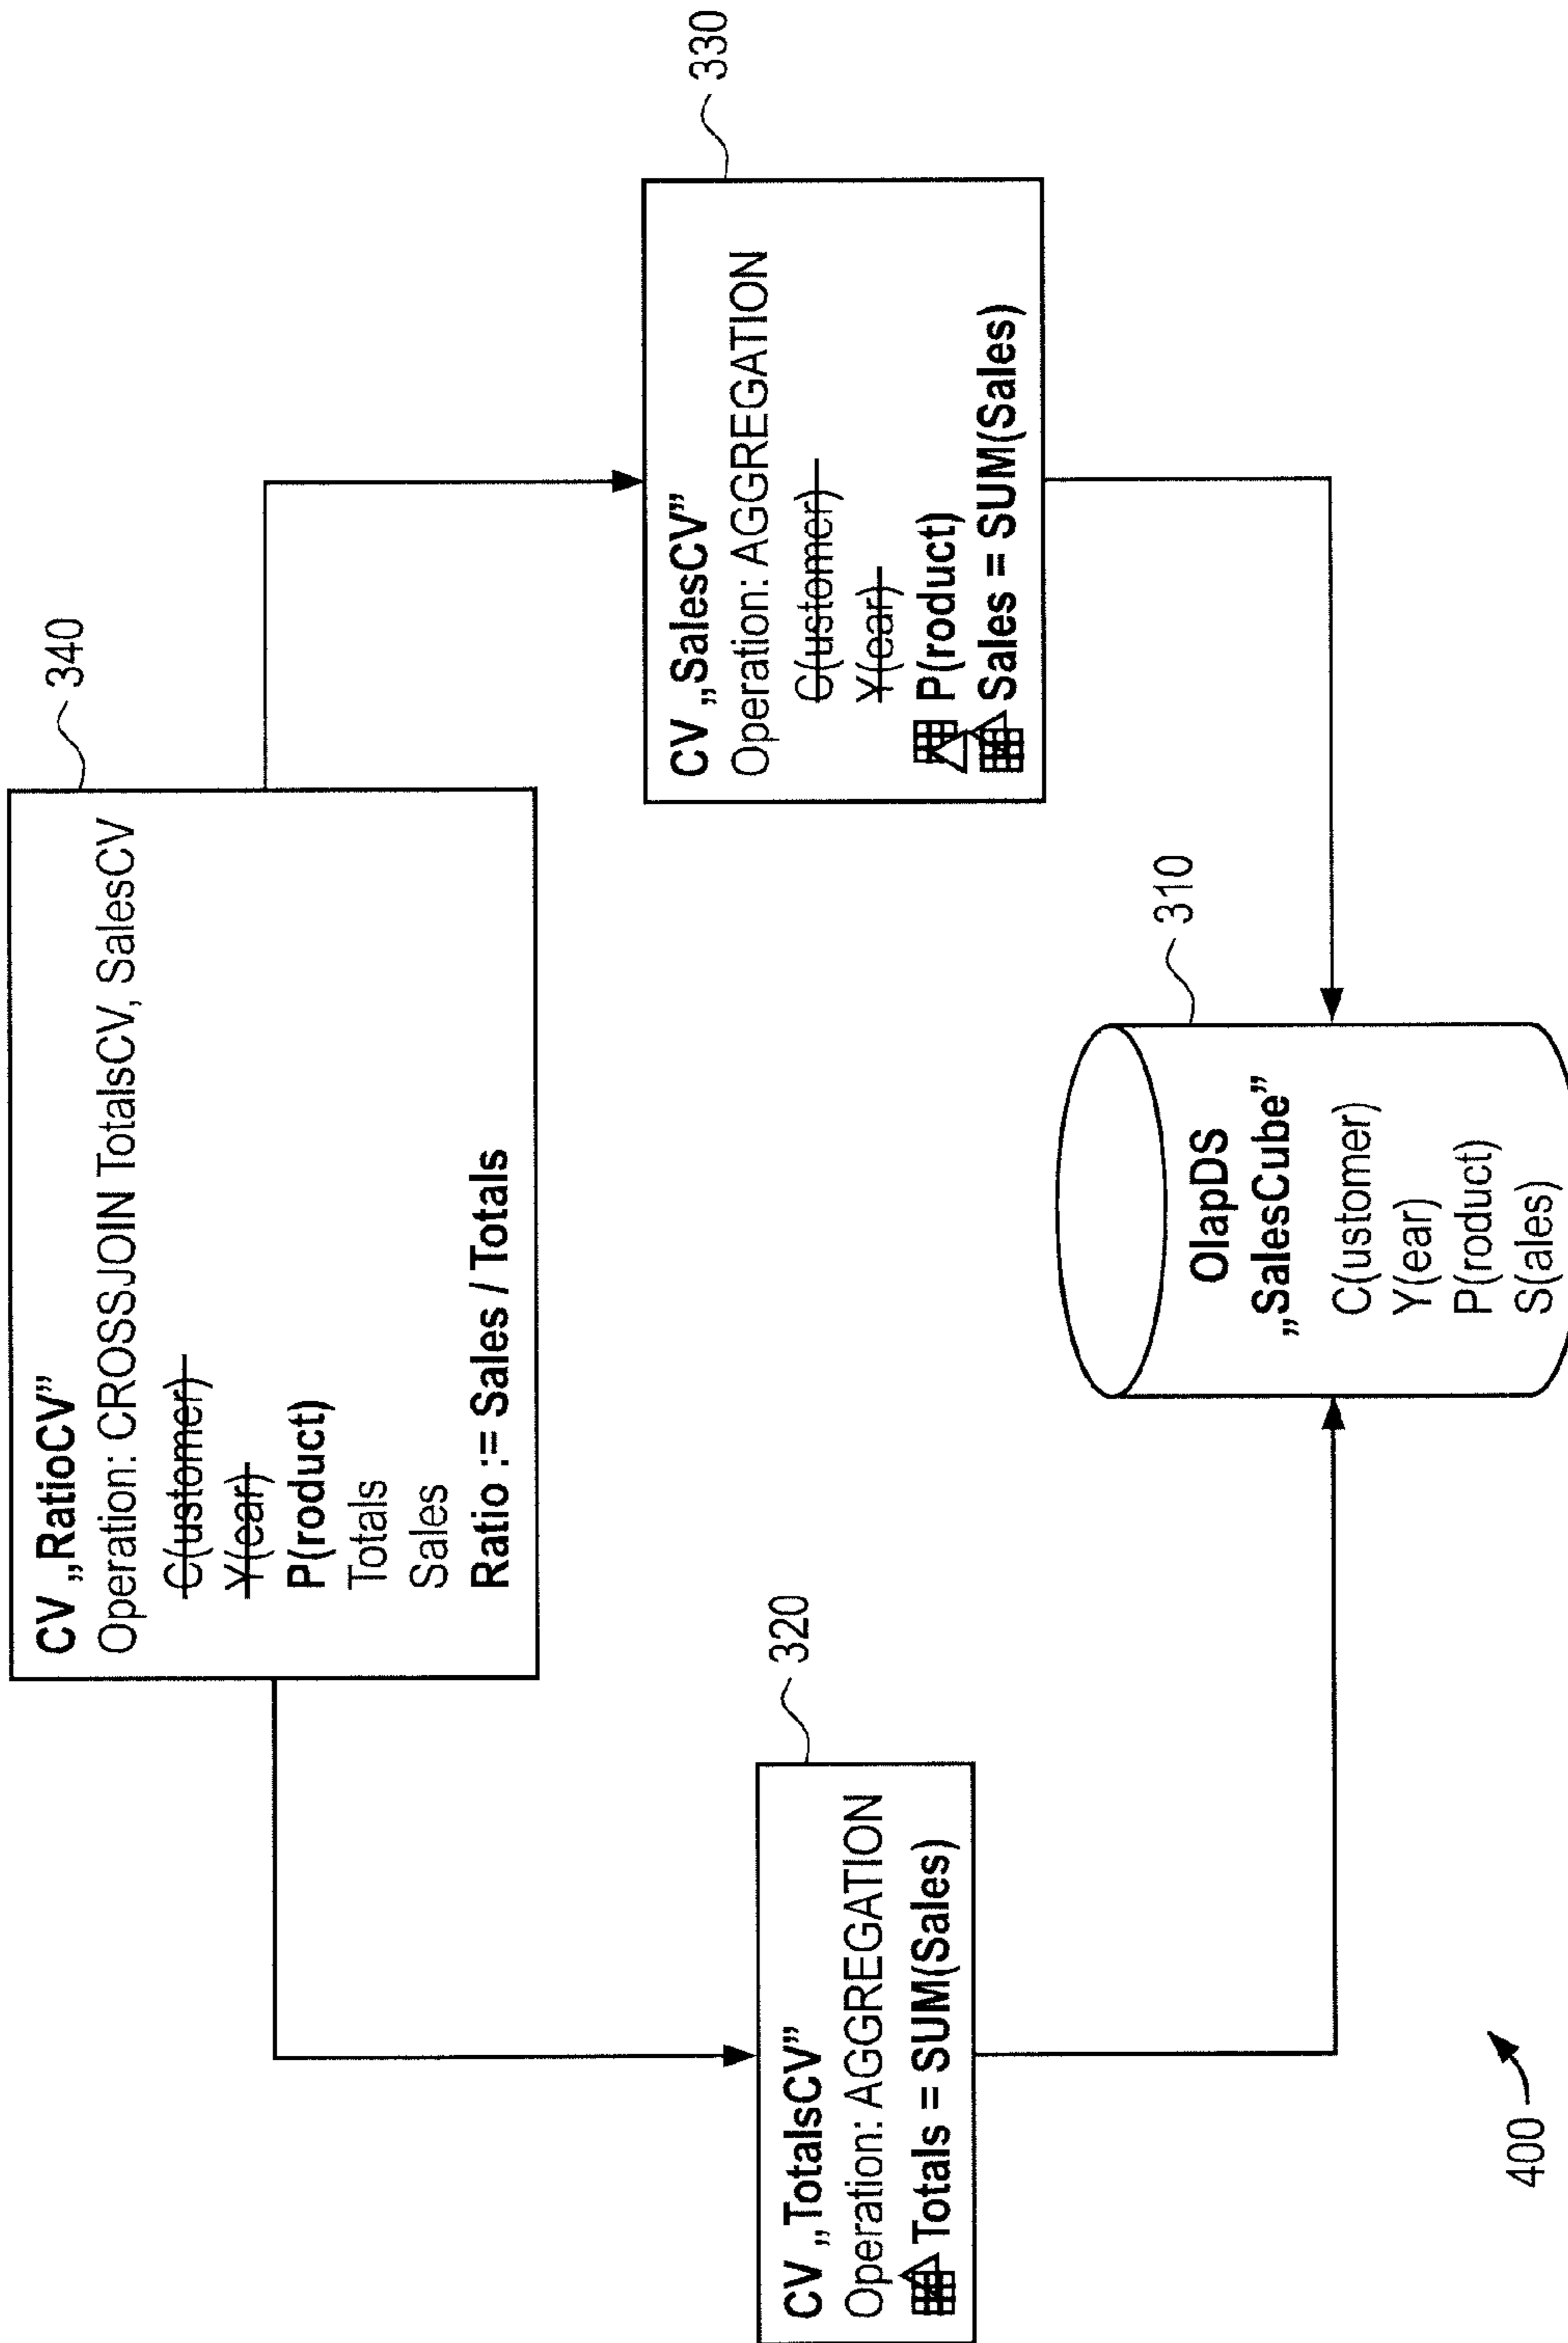 340
CV „RatioCV”
Operation: CROSSJOIN TotalsCV, SalesCV
C(ustomer)
Y(ear)
P(roduct)
Totals
Sales
Ratio := Sales / Totals
320
CV „TotalsCV”
Operation: AGGREGATION
Totals = SUM(Sales)
330
CV „SalesCV”
Operation: AGGREGATION
C(ustomer)
Y(ear)
P(roduct)
Sales = SUM(Sales)
310
OlapDS
„SalesCube”
C(ustomer)
Y(ear)
P(roduct)
S(ales)
400